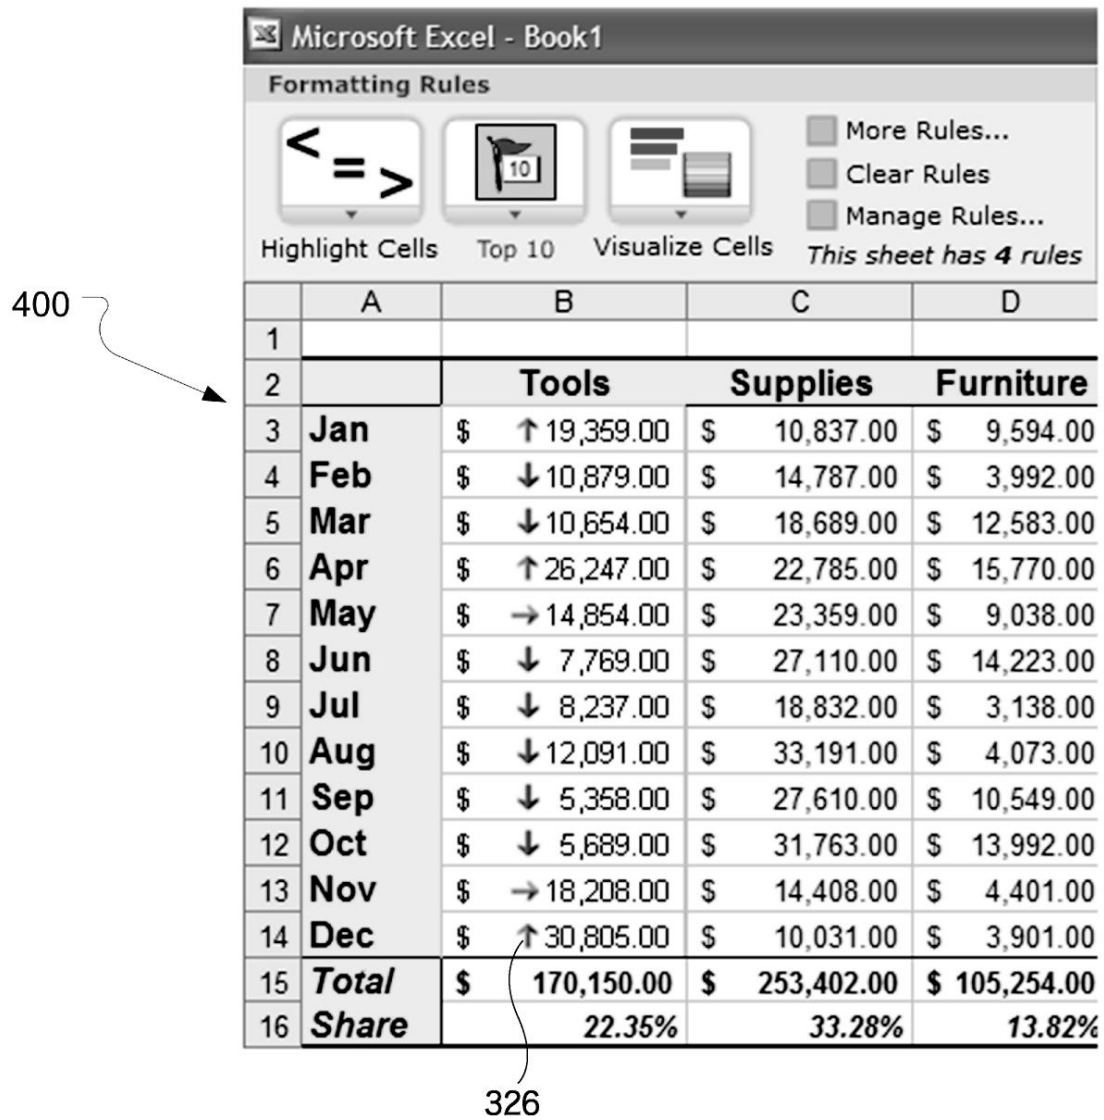 Microsoft Excel - Book1
Formatting Rules
< = >
10
More Rules...
Clear Rules
Manage Rules...
Highlight Cells Top 10 Visualize Cells This sheet has 4 rules
400
A B C D
1
2 Tools Supplies Furniture
3 Jan $ ↑19,359.00 $ 10,837.00 $ 9,594.00
4 Feb $ ↓10,879.00 $ 14,787.00 $ 3,992.00
5 Mar $ ↓10,654.00 $ 18,689.00 $ 12,583.00
6 Apr $ ↑26,247.00 $ 22,785.00 $ 15,770.00
7 May $ →14,854.00 $ 23,359.00 $ 9,038.00
8 Jun $ ↓ 7,769.00 $ 27,110.00 $ 14,223.00
9 Jul $ ↓ 8,237.00 $ 18,832.00 $ 3,138.00
10 Aug $ ↓12,091.00 $ 33,191.00 $ 4,073.00
11 Sep $ ↓ 5,358.00 $ 27,610.00 $ 10,549.00
12 Oct $ ↓ 5,689.00 $ 31,763.00 $ 13,992.00
13 Nov $ →18,208.00 $ 14,408.00 $ 4,401.00
14 Dec $ ↑30,805.00 $ 10,031.00 $ 3,901.00
15 Total $ 170,150.00 $ 253,402.00 $ 105,254.00
16 Share 22.35% 33.28% 13.82%
326